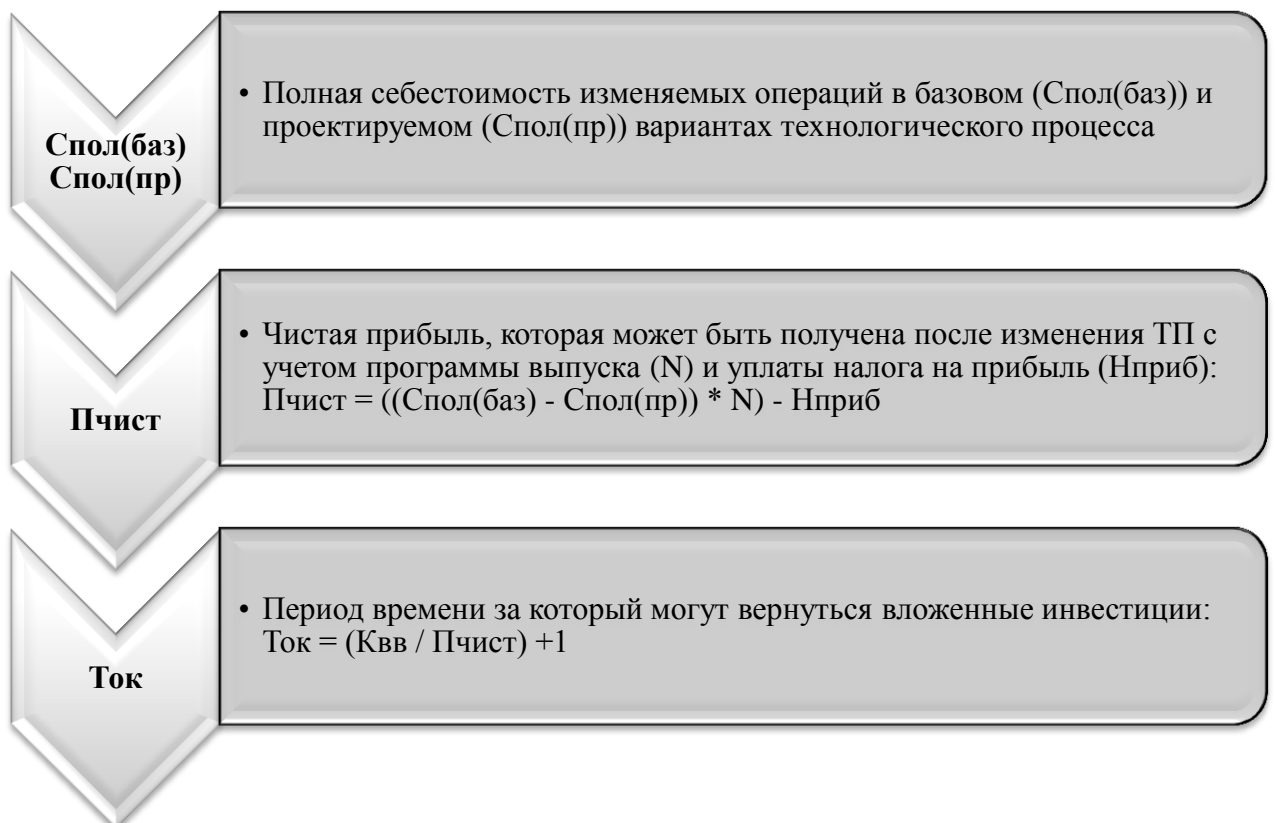 Спол(баз)
Спол(пр)
• Полная себестоимость изменяемых операций в базовом (Спол(баз)) и
проектируемом (Спол(пр)) вариантах технологического процесса
Пчист
• Чистая прибыль, которая может быть получена после изменения ТП с
учетом программы выпуска (N) и уплаты налога на прибыль (Нприб):
Пчист = ((Спол(баз) - Спол(пр)) * N) - Нприб
Ток
• Период времени за который могут вернуться вложенные инвестиции:
Ток = (Квв / Пчист) +1